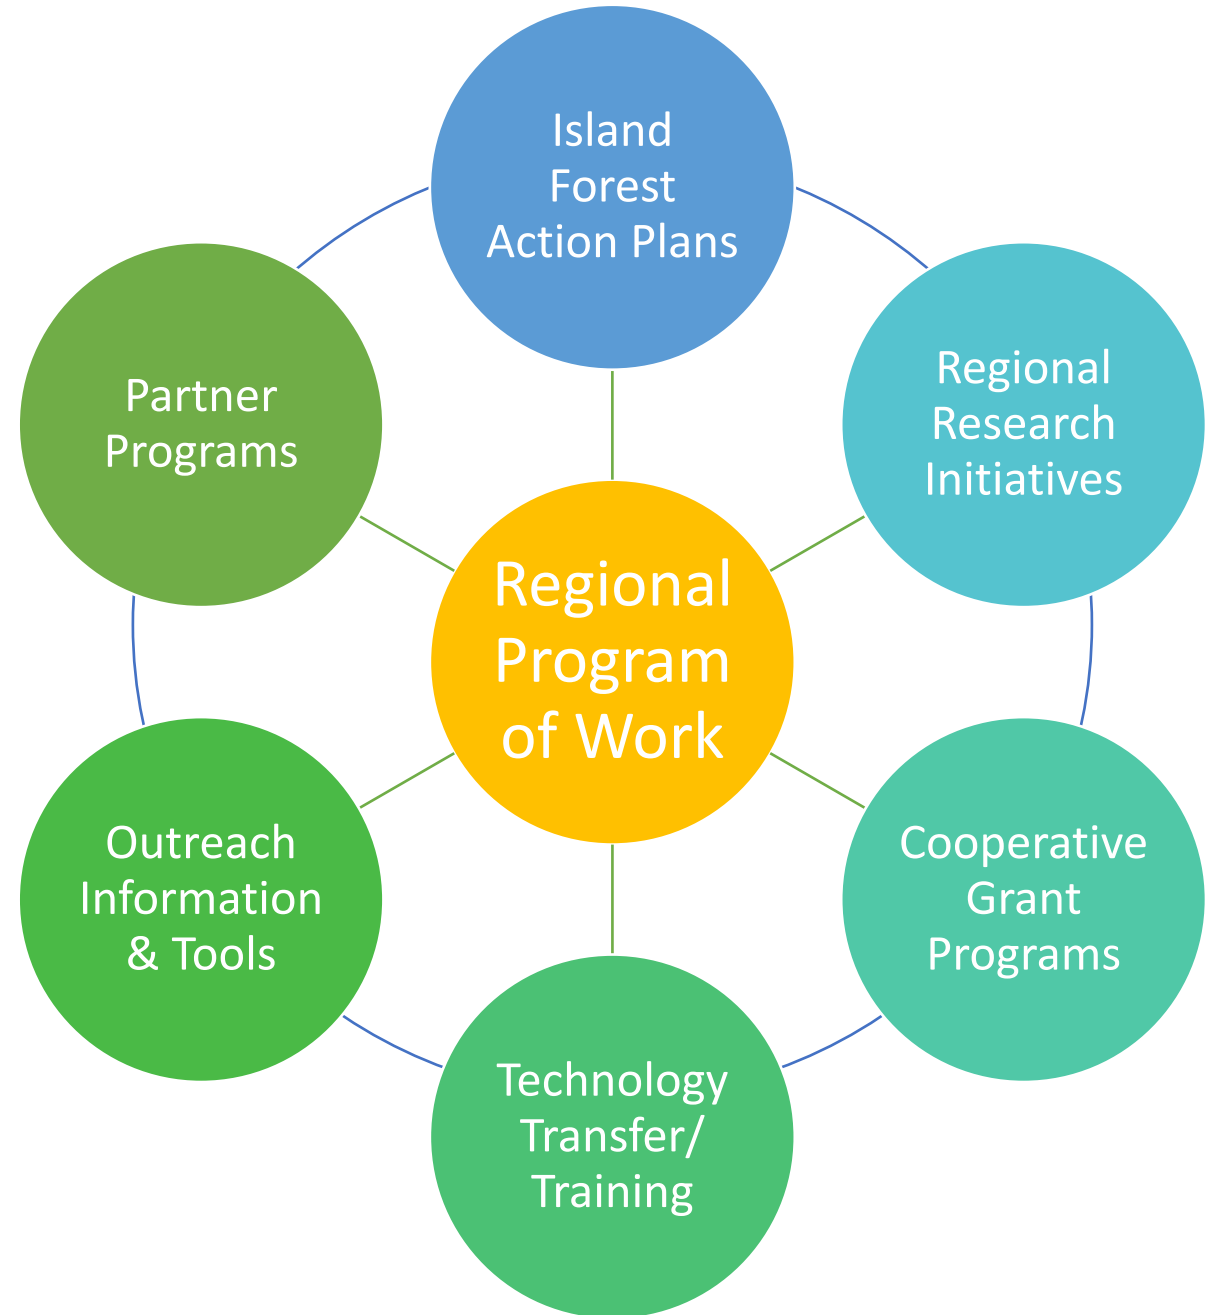 Island
Forest
Action Plans
Regional
Research
Initiatives
Cooperative
Grant
Programs
Technology
Transfer/
Training
Outreach
Information
& Tools
Partner
Programs
Regional
Program
of Work